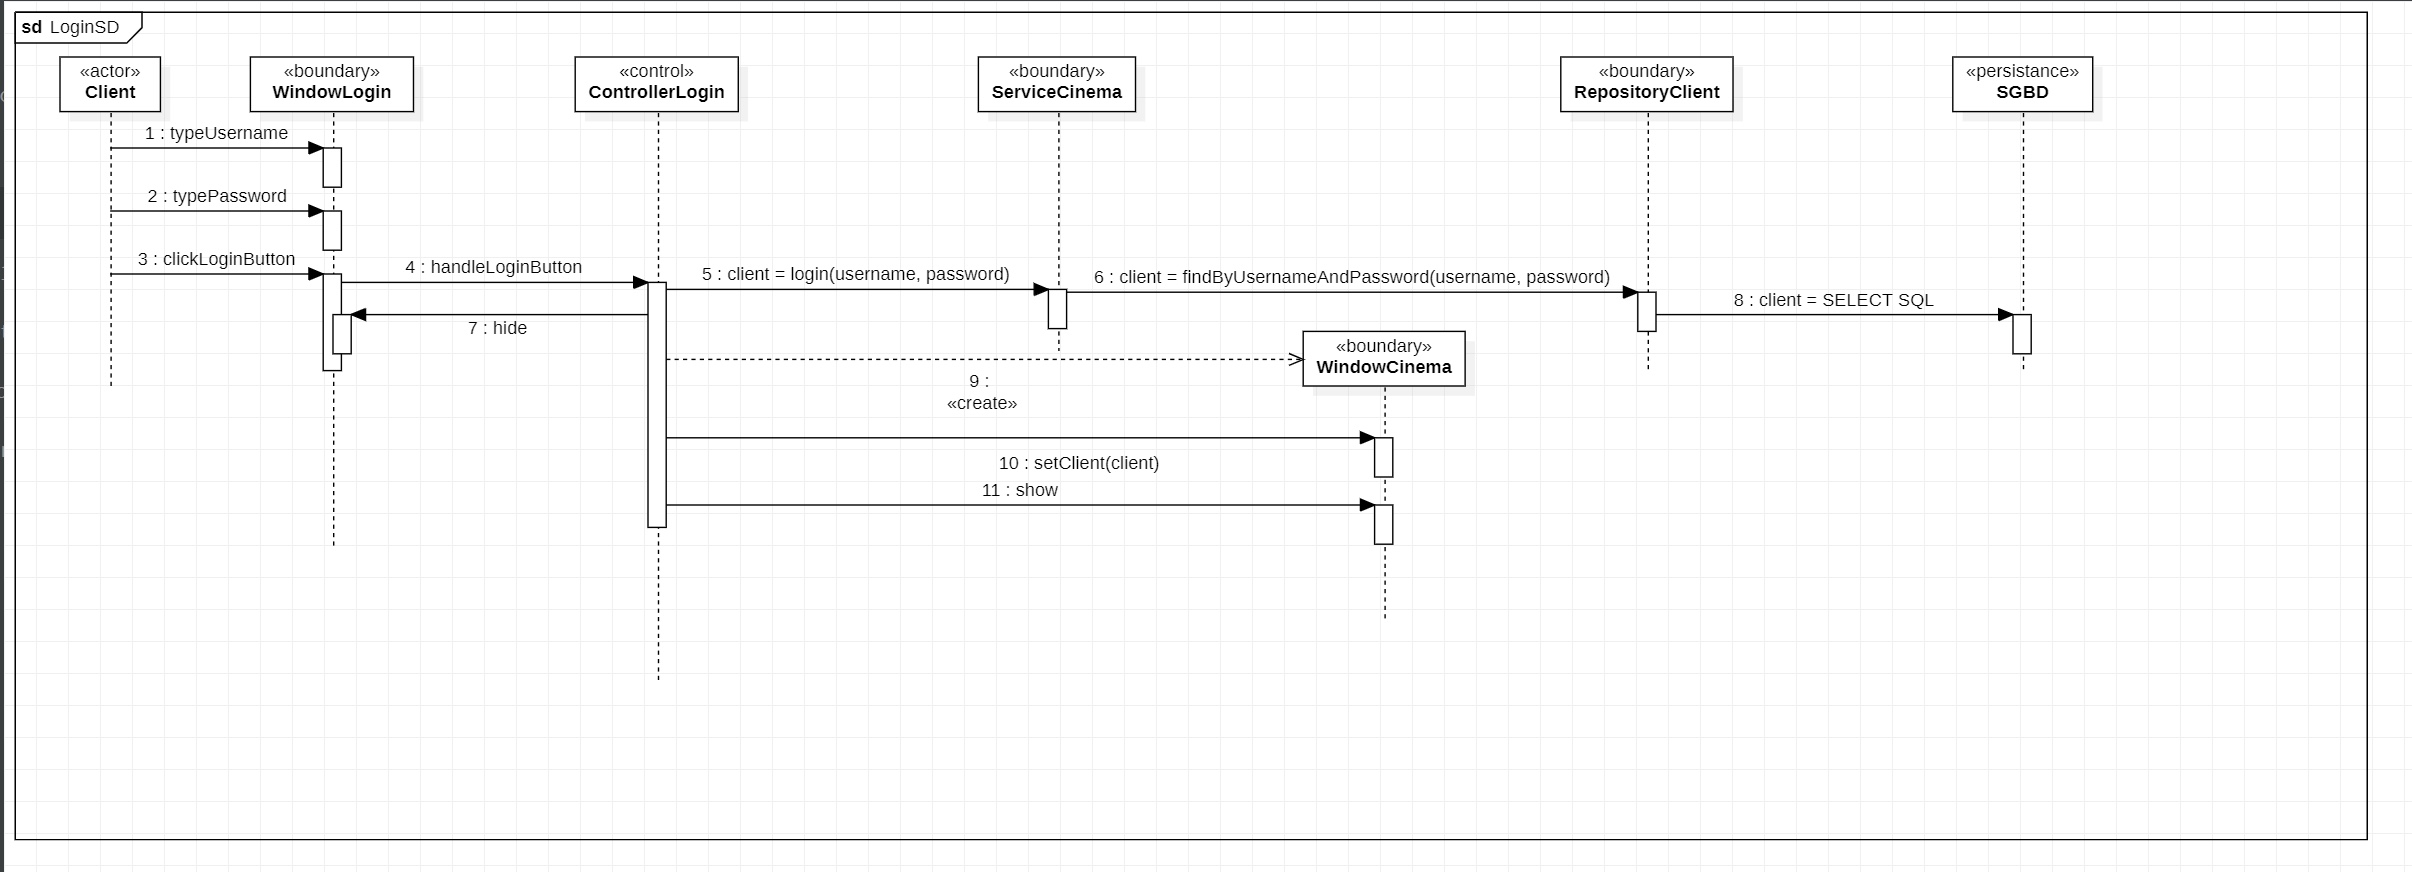 sd LoginSD
«actor»
Client
«boundary»
WindowLogin
«control»
ControllerLogin
«boundary»
ServiceCinema
«boundary»
RepositoryClient
«persistance»
SGBD
1 : typeUsername
2 : typePassword
3 : clickLoginButton
4 : handleLoginButton
5 : client = login(username, password)
6 : client = findByUsernameAndPassword(username, password)
7 : hide
8 : client = SELECT SQL
«boundary»
WindowCinema
9 :
«create»
10 : setClient(client)
11 : show